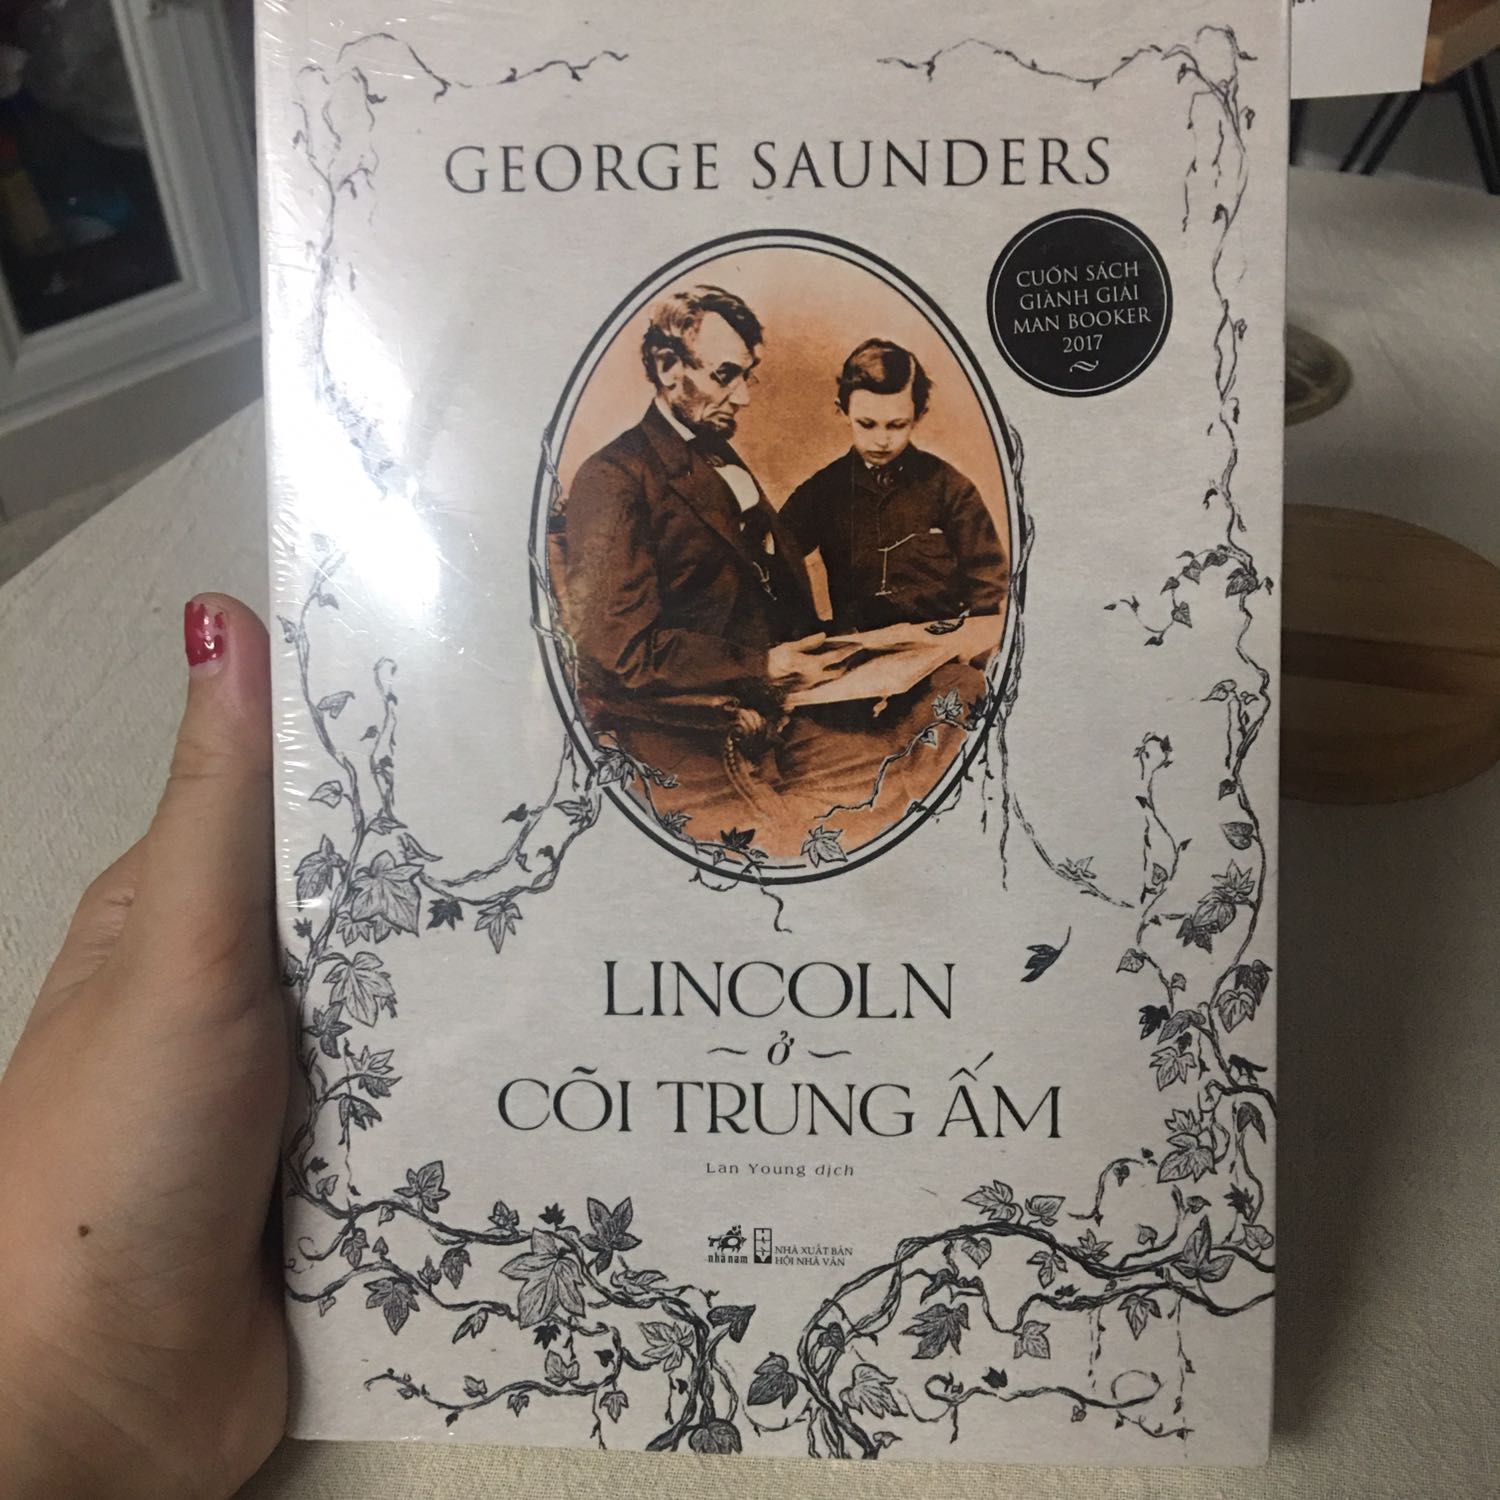 GEORGE SAUNDERS
CUỐN SÁCH
GIÀNH GIẢI
MAN BOOKER
2017
LINCOLN
ở
CÕI TRUNG ẤM
Lan Young dịch
nhã nam
NHÀ XUẤT BẢN
HỘI NHÀ VĂN